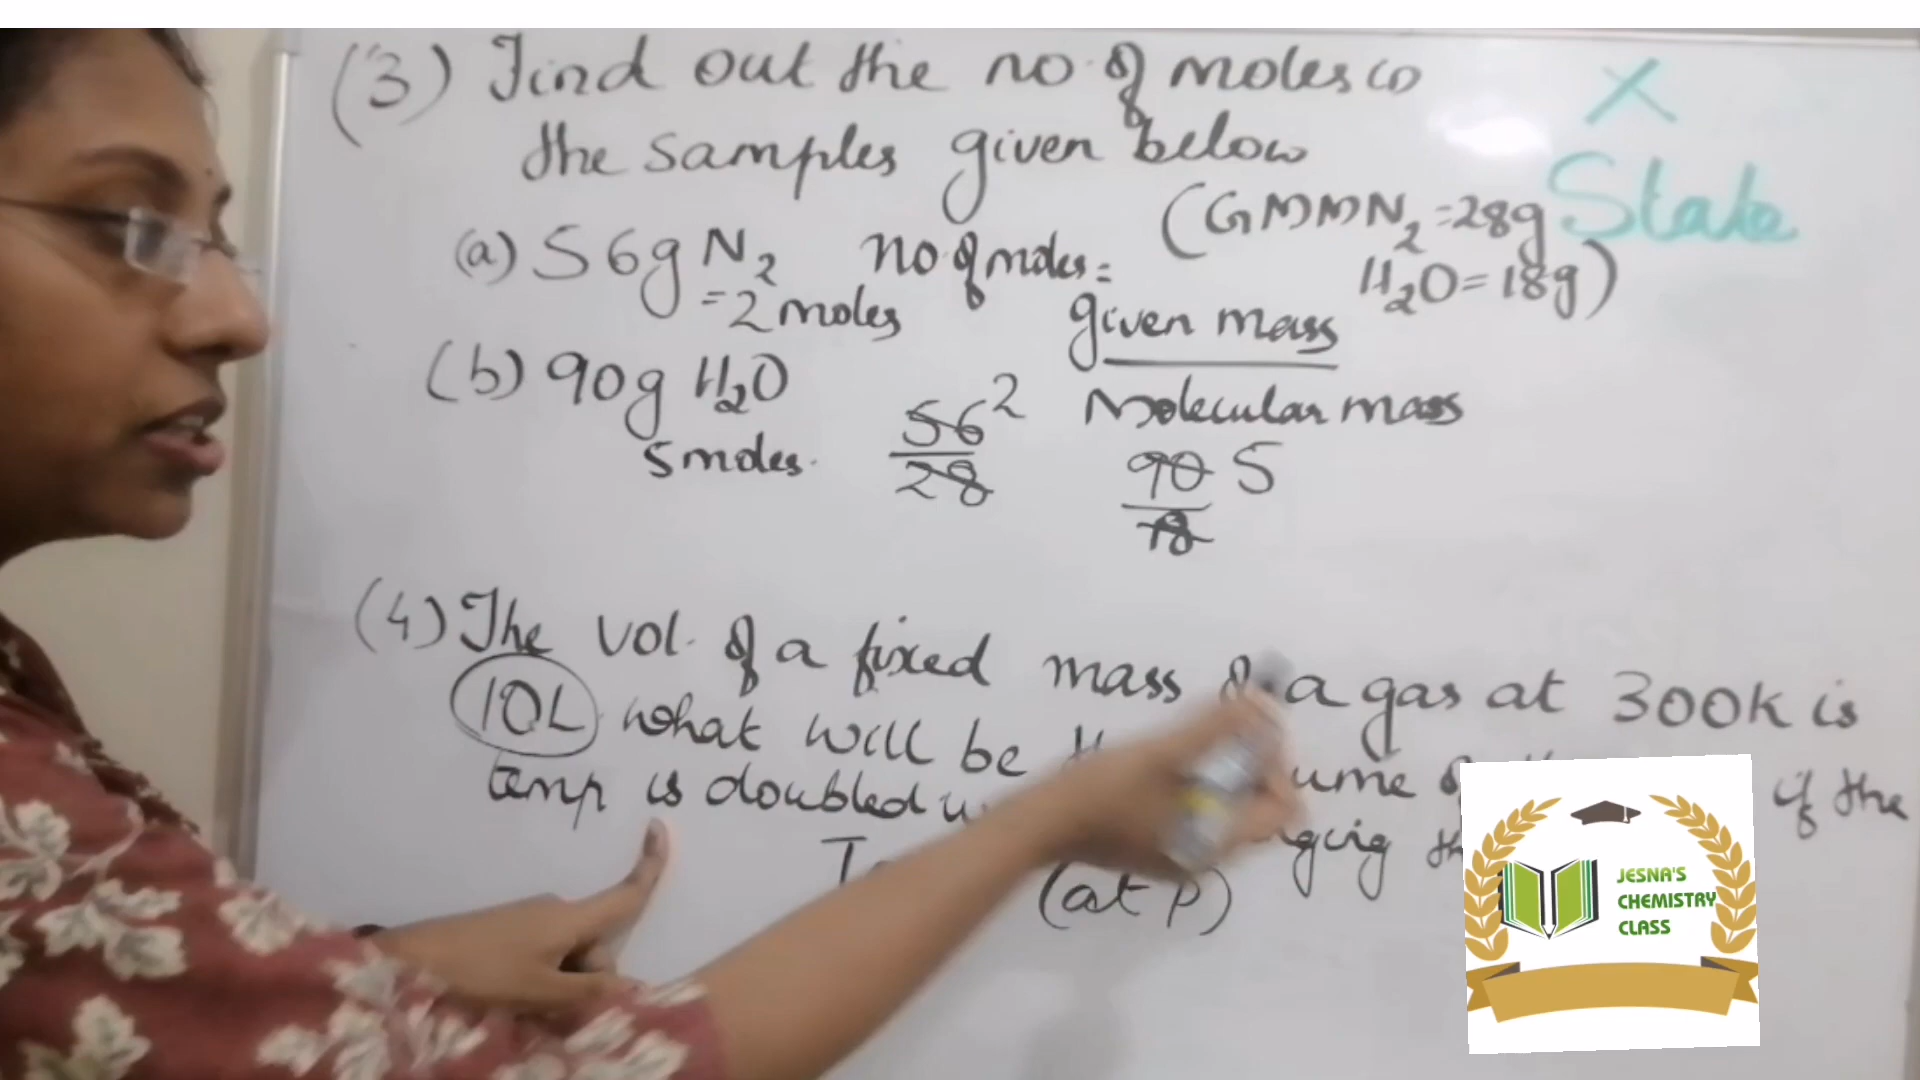 (3) Find out the no. of moles in
the samples given below
X
State
(GMM N₂ = 28g
H₂O = 18g)
(a) 56g N₂
= 2 moles
no. of moles =
given mass
Molecular mass
(b) 90g H₂O
5 moles.
56 2
28
90 5
18
(4) The vol. of a fixed mass of a gas at 300K is
10L what will be if the
temp is doubled
(at P)
JESNA'S
CHEMISTRY
CLASS